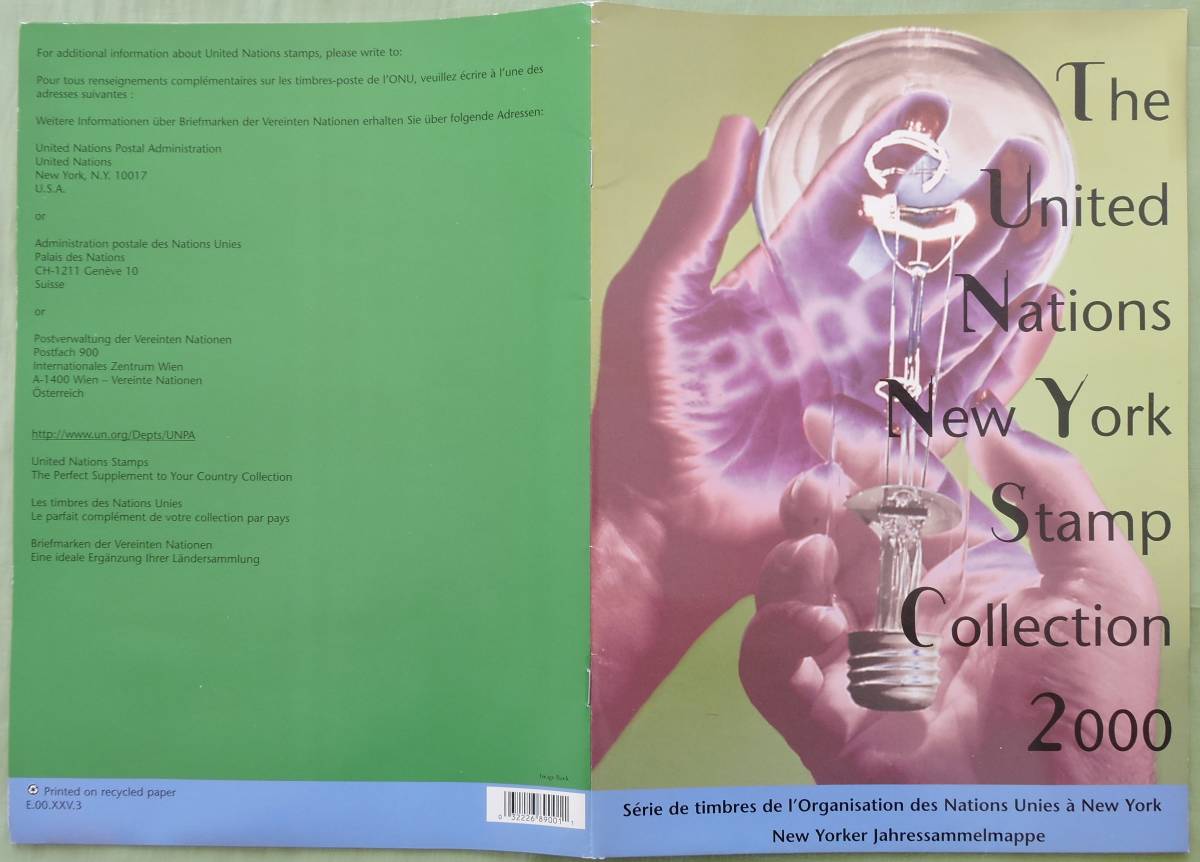 For additional information about United Nations stamps, please write to:
Pour tous renseignements complémentaires sur les timbres-poste de l'ONU, veuillez écrire à l'une des
adresses suivantes :
Weitere Informationen über Briefmarken der Vereinten Nationen erhalten Sie über folgende Adressen:
United Nations Postal Administration
United Nations
New York, N.Y. 10017
U.S.A.
or
Administration postale des Nations Unies
Palais des Nations
CH-1211 Genève 10
Suisse
or
Postverwaltung der Vereinten Nationen
Postfach 900
Internationales Zentrum Wien
A-1400 Wien – Vereinte Nationen
Österreich
http://www.un.org/Depts/UNPA
United Nations Stamps
The Perfect Supplement to Your Country Collection
Les timbres des Nations Unies
Le parfait complément de votre collection par pays
Briefmarken der Vereinten Nationen
Eine ideale Ergänzung Ihrer Ländersammlung
Image Bank
Printed on recycled paper
E.00.XXV.3
0 32226 89001 1
The
United
Nations
New York
Stamp
Collection
2000
Série de timbres de l'Organisation des Nations Unies à New York
New Yorker Jahressammelmappe